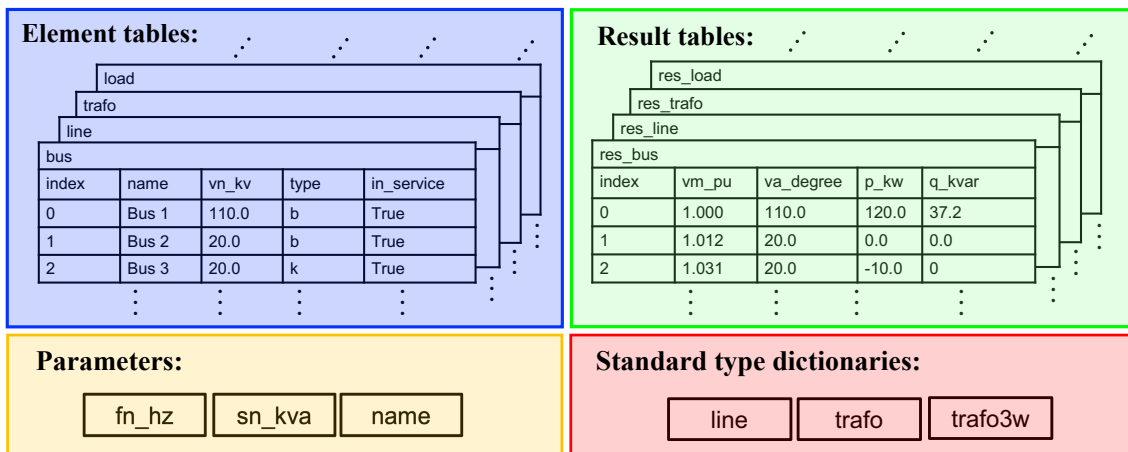 Element tables:
load
trafo
line
bus
index name vn_kv type in_service
0 Bus 1 110.0 b True
1 Bus 2 20.0 b True
2 Bus 3 20.0 k True
Result tables:
res_load
res_trafo
res_line
res_bus
index vm_pu va_degree p_kw q_kvar
0 1.000 110.0 120.0 37.2
1 1.012 20.0 0.0 0.0
2 1.031 20.0 -10.0 0
Parameters:
fn_hz sn_kva name
Standard type dictionaries:
line trafo trafo3w